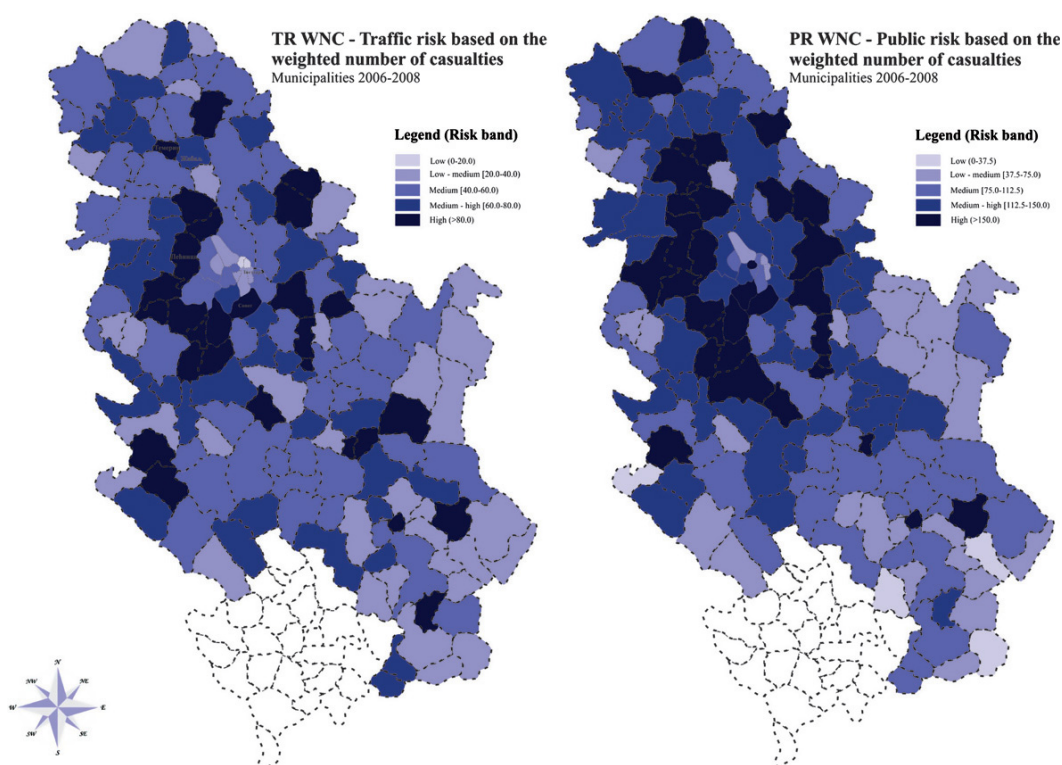 TR WNC - Traffic risk based on the
weighted number of casualties
Municipalities 2006-2008
Legend (Risk band)
Low (0-20.0)
Low - medium [20.0-40.0)
Medium [40.0-60.0)
Medium - high [60.0-80.0)
High (>80.0)
PR WNC - Public risk based on the
weighted number of casualties
Municipalities 2006-2008
Legend (Risk band)
Low (0-37.5)
Low - medium [37.5-75.0)
Medium [75.0-112.5)
Medium - high [112.5-150.0)
High (>150.0)
N
NW
NE
W
E
SW
SE
S